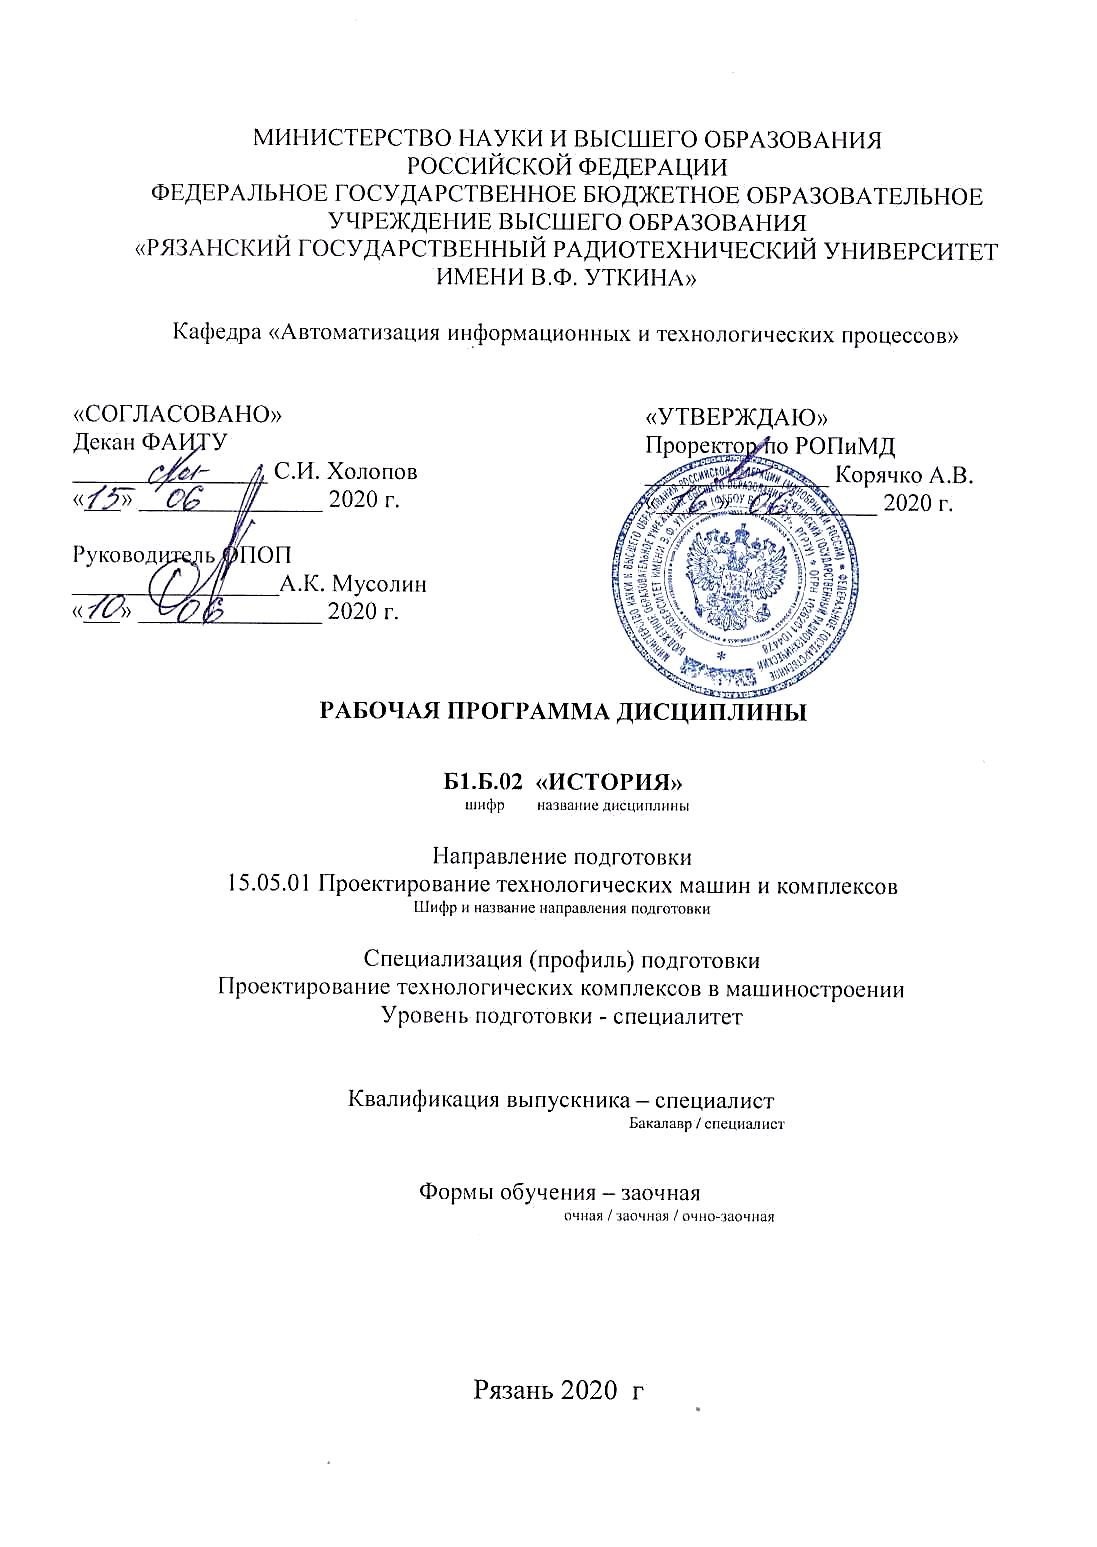 МИНИСТЕРСТВО НАУКИ И ВЫСШЕГО ОБРАЗОВАНИЯ
РОССИЙСКОЙ ФЕДЕРАЦИИ
ФЕДЕРАЛЬНОЕ ГОСУДАРСТВЕННОЕ БЮДЖЕТНОЕ ОБРАЗОВАТЕЛЬНОЕ
УЧРЕЖДЕНИЕ ВЫСШЕГО ОБРАЗОВАНИЯ
«РЯЗАНСКИЙ ГОСУДАРСТВЕННЫЙ РАДИОТЕХНИЧЕСКИЙ УНИВЕРСИТЕТ
ИМЕНИ В.Ф. УТКИНА»
Кафедра «Автоматизация информационных и технологических процессов»
«СОГЛАСОВАНО»
Декан ФАИТУ
С.И. Холопов
«15» 06 2020 г.
Руководитель ОПОП
А.К. Мусолин
«10» 06 2020 г.
«УТВЕРЖДАЮ»
Проректор по РОПиМД
Корячко А.В.
2020 г.
РАБОЧАЯ ПРОГРАММА ДИСЦИПЛИНЫ
Б1.Б.02 «ИСТОРИЯ»
шифр название дисциплины
Направление подготовки
15.05.01 Проектирование технологических машин и комплексов
Шифр и название направления подготовки
Специализация (профиль) подготовки
Проектирование технологических комплексов в машиностроении
Уровень подготовки - специалитет
Квалификация выпускника – специалист
Бакалавр / специалист
Формы обучения – заочная
очная / заочная / очно-заочная
Рязань 2020 г